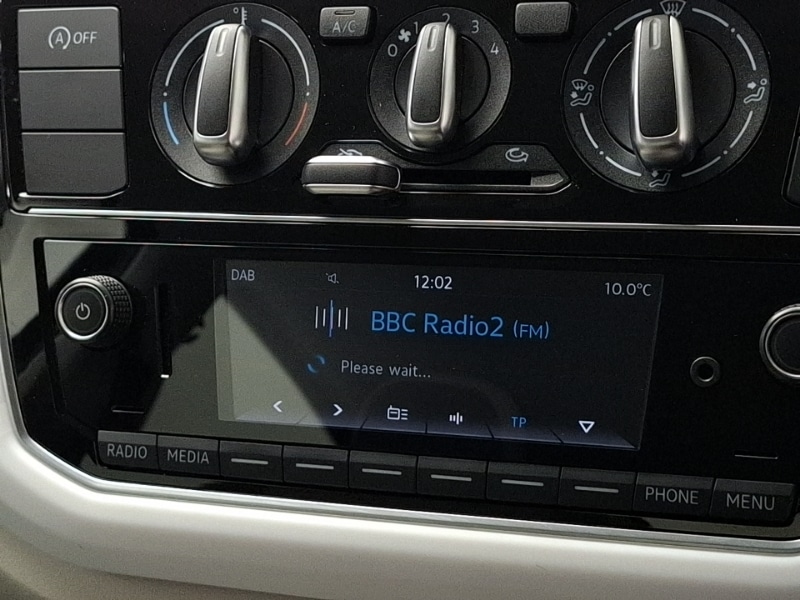 A OFF
A/C
0 1 2 3 4
DAB 12:02 10.0°C
BBC Radio2 (FM)
Please wait...
< > TP
RADIO MEDIA PHONE MENU